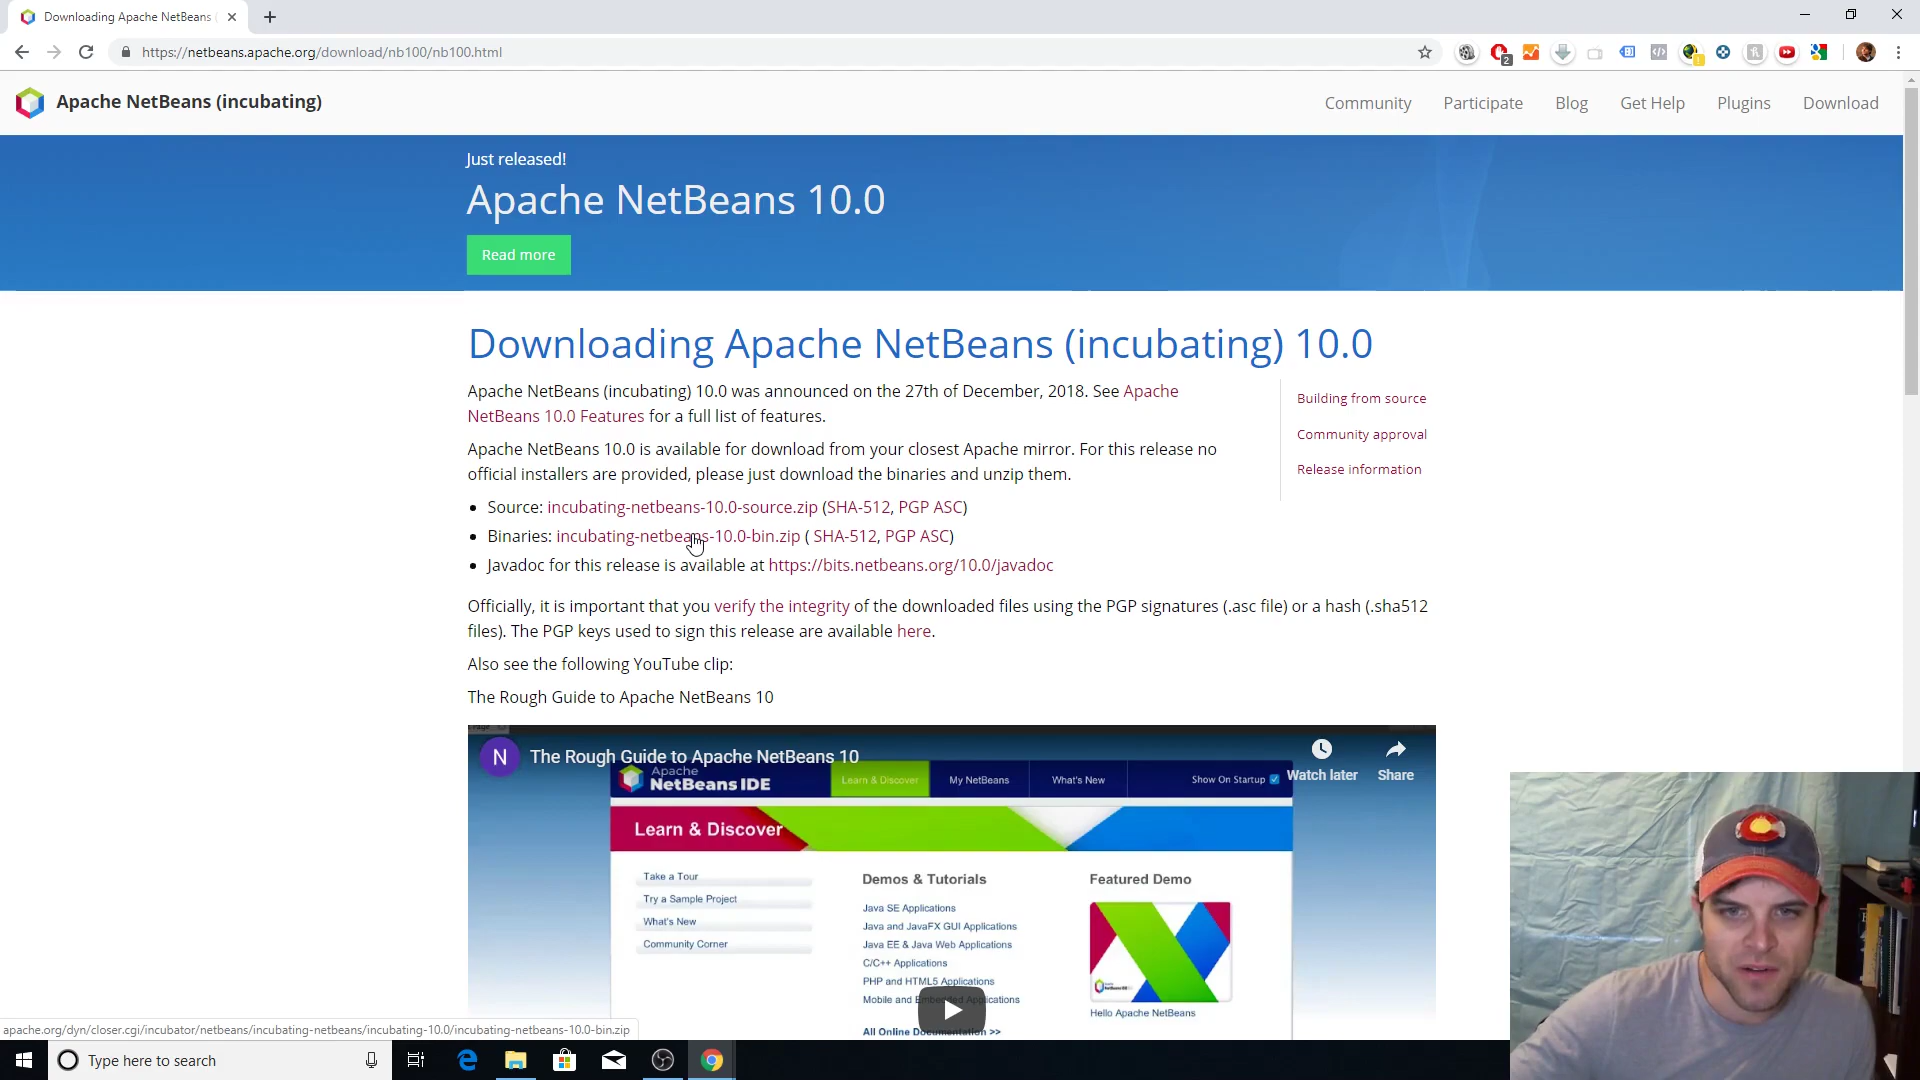 Downloading Apache NetBeans
https://netbeans.apache.org/download/nb100/nb100.html
2
Apache NetBeans (incubating)
Community
Participate
Blog
Get Help
Plugins
Download
Just released!
Apache NetBeans 10.0
Read more
Downloading Apache NetBeans (incubating) 10.0
Apache NetBeans (incubating) 10.0 was announced on the 27th of December, 2018. See Apache
NetBeans 10.0 Features for a full list of features.
Apache NetBeans 10.0 is available for download from your closest Apache mirror. For this release no
official installers are provided, please just download the binaries and unzip them.
Source: incubating-netbeans-10.0-source.zip (SHA-512, PGP ASC)
Binaries: incubating-netbeans-10.0-bin.zip ( SHA-512, PGP ASC)
Javadoc for this release is available at https://bits.netbeans.org/10.0/javadoc
Building from source
Community approval
Release information
Officially, it is important that you verify the integrity of the downloaded files using the PGP signatures (.asc file) or a hash (.sha512
files). The PGP keys used to sign this release are available here.
Also see the following YouTube clip:
The Rough Guide to Apache NetBeans 10
N
The Rough Guide to Apache NetBeans 10
Watch later
Share
Apache
NetBeans IDE
Learn & Discover
My NetBeans
What's New
Show On Startup
Learn & Discover
Take a Tour
Try a Sample Project
What's New
Community Corner
Demos & Tutorials
Java SE Applications
Java and JavaFX GUI Applications
Java EE & Java Web Applications
C/C++ Applications
PHP and HTML5 Applications
Mobile and Embedded Applications
All Online Documentation >>
Featured Demo
Hello Apache NetBeans
apache.org/dyn/closer.cgi/incubator/netbeans/incubating-netbeans/incubating-10.0/incubating-netbeans-10.0-bin.zip
Type here to search